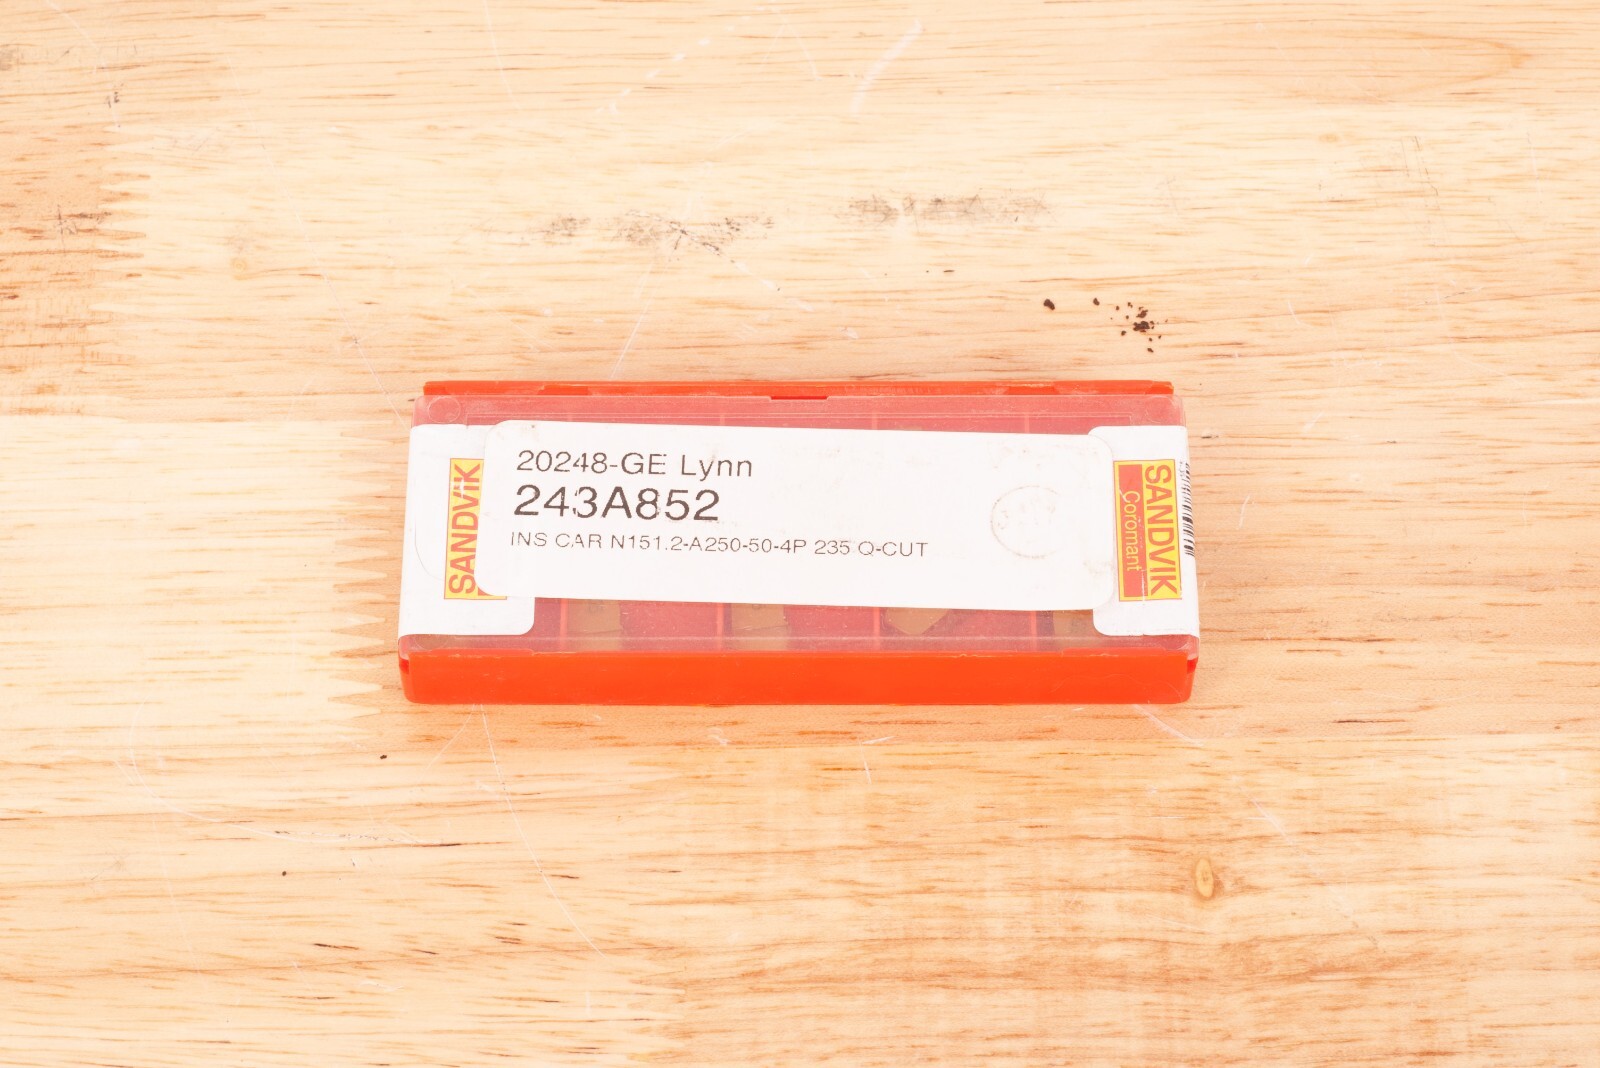 20248-GE Lynn
243A852
INS CAR N151.2-A250-50-4P 235 Q-CUT
SANDVIK
SANDVIK
Coromant